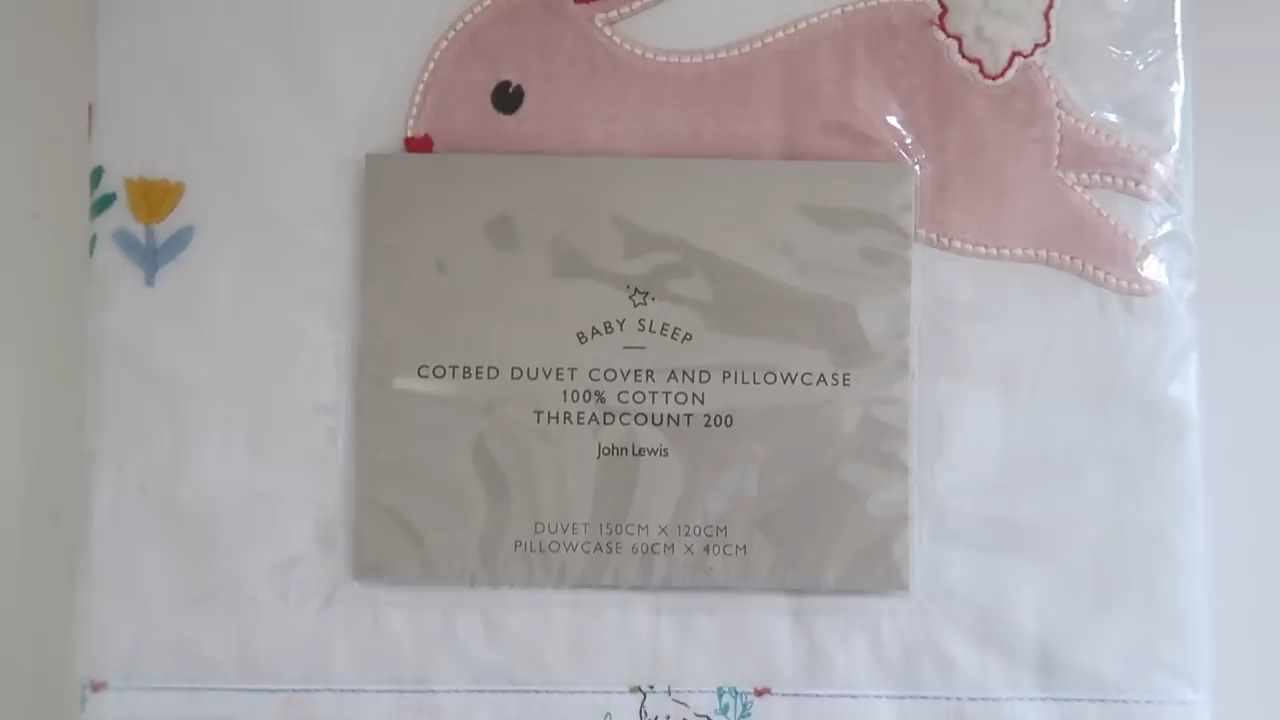 BABY SLEEP
COTBED DUVET COVER AND PILLOWCASE
100% COTTON
THREADCOUNT 200
John Lewis
DUVET 150CM X 120CM
PILLOWCASE 60CM X 40CM